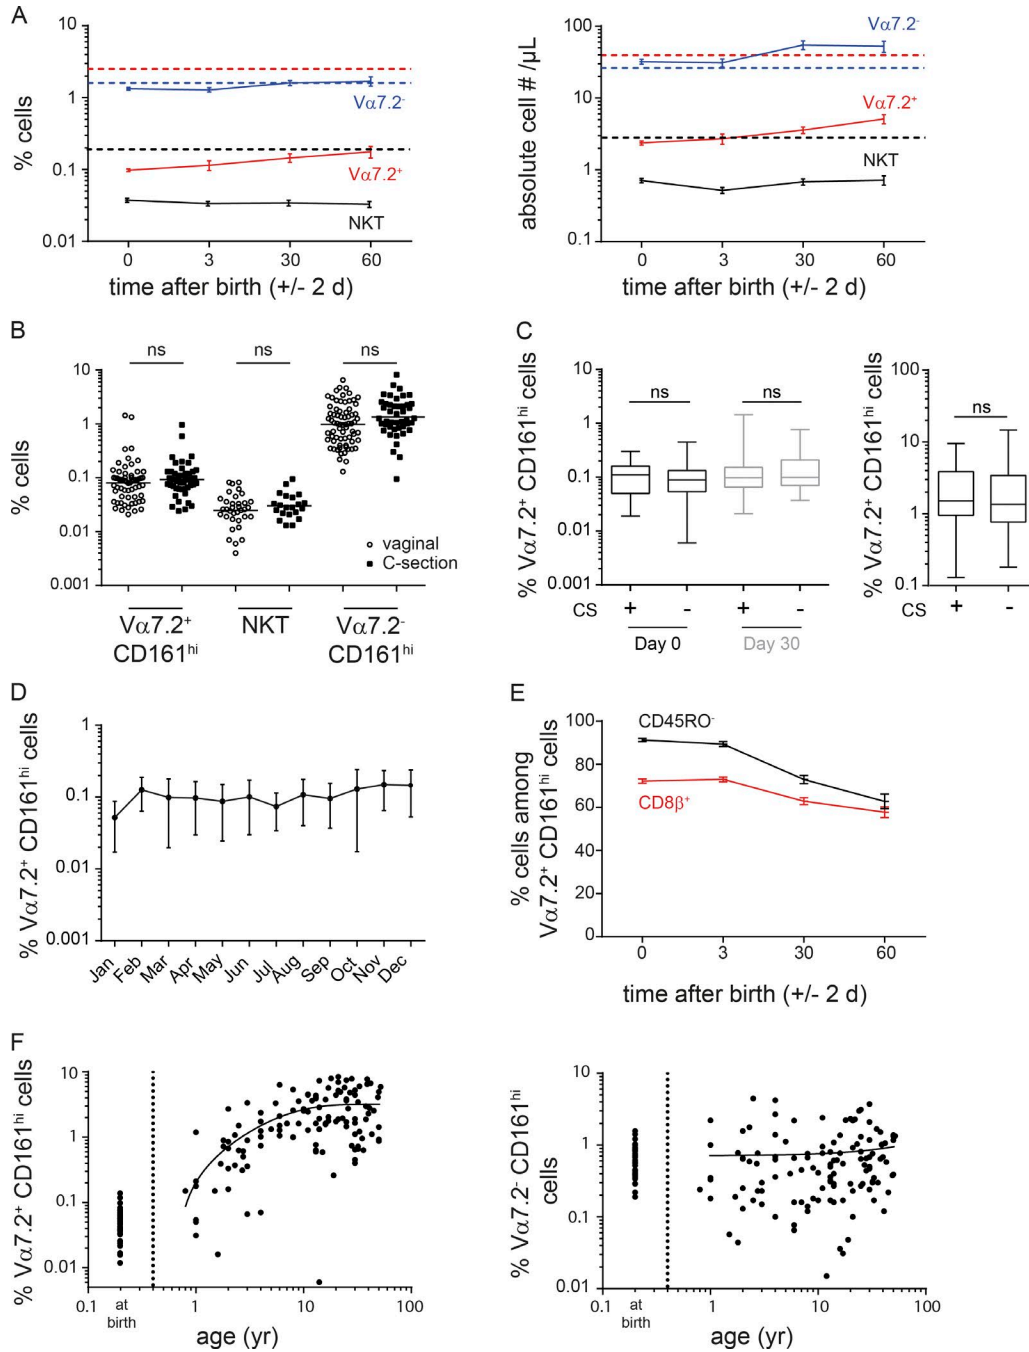 A
% cells
10
1
0.1
0.01
Vα7.2⁻
Vα7.2⁺
NKT
0 3 30 60
time after birth (+/- 2 d)
absolute cell # /µL
100
10
1
0.1
Vα7.2⁻
Vα7.2⁺
NKT
0 3 30 60
time after birth (+/- 2 d)
B
% cells
10
1
0.1
0.01
0.001
ns ns ns
vaginal
C-section
Vα7.2⁺ NKT Vα7.2⁻
CD161ʰⁱ CD161ʰⁱ
C
% Vα7.2⁺ CD161ʰⁱ cells
10
1
0.1
0.01
0.001
ns ns
CS + - + -
Day 0 Day 30
% Vα7.2⁺ CD161ʰⁱ cells
100
10
1
0.1
ns
CS + -
D
% Vα7.2⁺ CD161ʰⁱ cells
1
0.1
0.01
0.001
Jan Feb Mar Apr May Jun Jul Aug Sep Oct Nov Dec
E
% cells among
Vα7.2⁺ CD161ʰⁱ cells
100
80
60
40
20
0
CD45RO⁻
CD8β⁺
0 3 30 60
time after birth (+/- 2 d)
F
% Vα7.2⁺ CD161ʰⁱ cells
10
1
0.1
0.01
0.1 at 1 10 100
birth
age (yr)
% Vα7.2⁻ CD161ʰⁱ
cells
10
1
0.1
0.01
0.1 at 1 10 100
birth
age (yr)